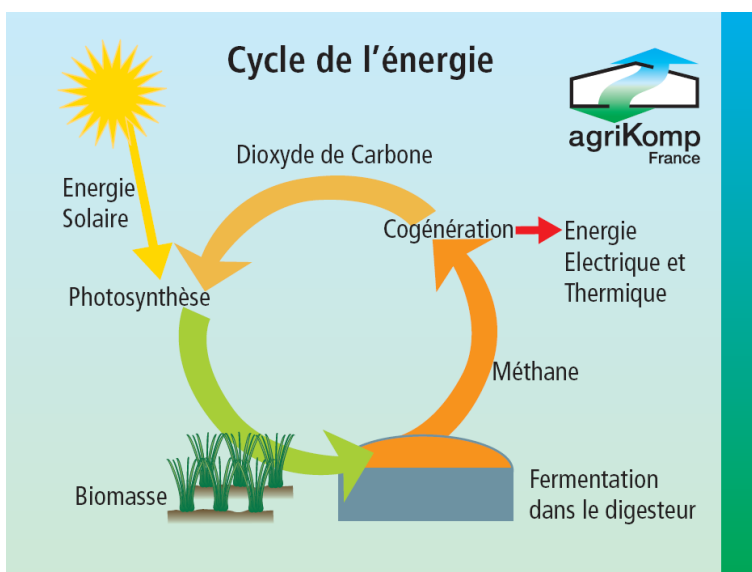 Cycle de l'énergie
agriKomp
France
Dioxyde de Carbone
Energie
Solaire
Cogénération
Energie
Electrique et
Thermique
Photosynthèse
Méthane
Biomasse
Fermentation
dans le digesteur